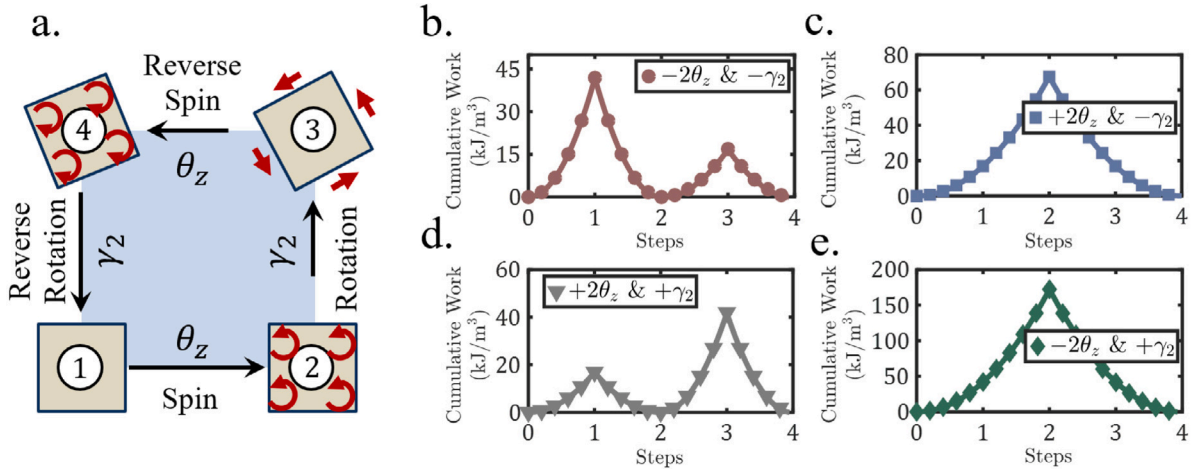 a.
Reverse
Spin
4
3
θz
Reverse
Rotation
γ2
γ2
Rotation
θz
1
2
Spin
b.
Cumulative Work
(kJ/m³)
45
30
15
0
−2θz & −γ2
0 1 2 3 4
Steps
c.
Cumulative Work
(kJ/m³)
80
60
40
20
0
+2θz & −γ2
0 1 2 3 4
Steps
d.
Cumulative Work
(kJ/m³)
60
40
20
0
+2θz & +γ2
0 1 2 3 4
Steps
e.
Cumulative Work
(kJ/m³)
200
150
100
50
0
−2θz & +γ2
0 1 2 3 4
Steps